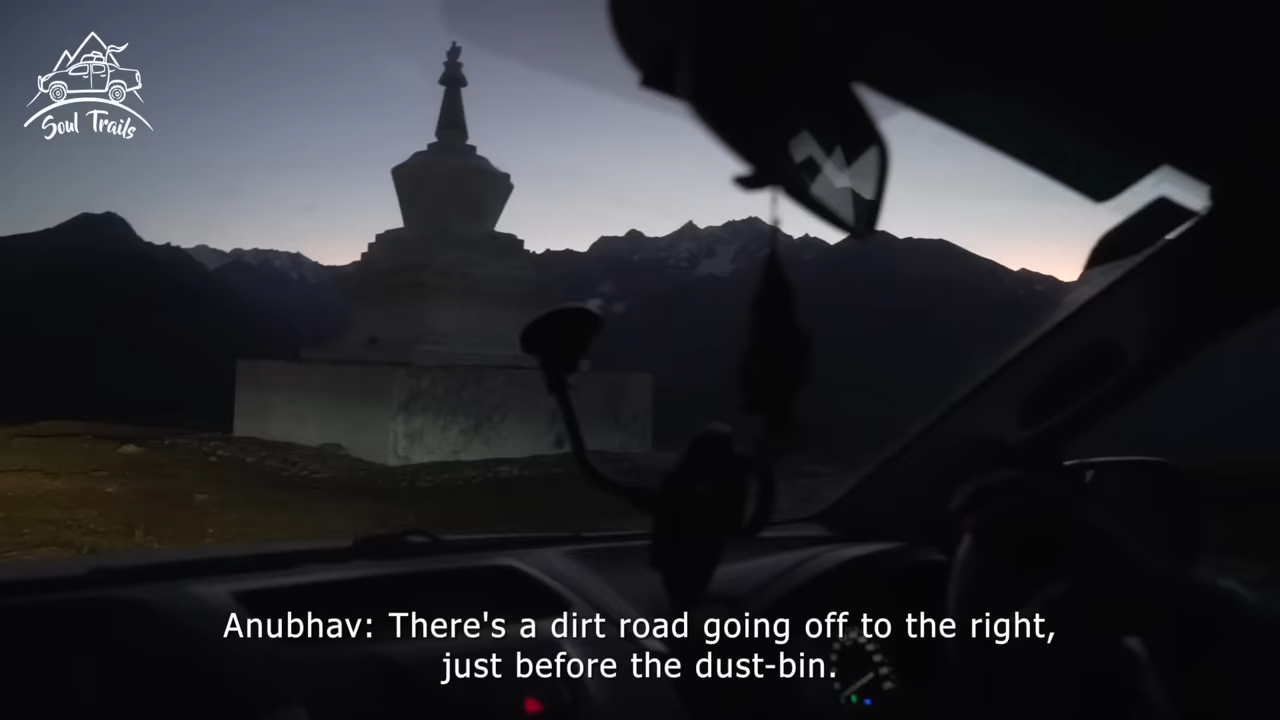 Soul Trails
Anubhav: There's a dirt road going off to the right,
just before the dust-bin.